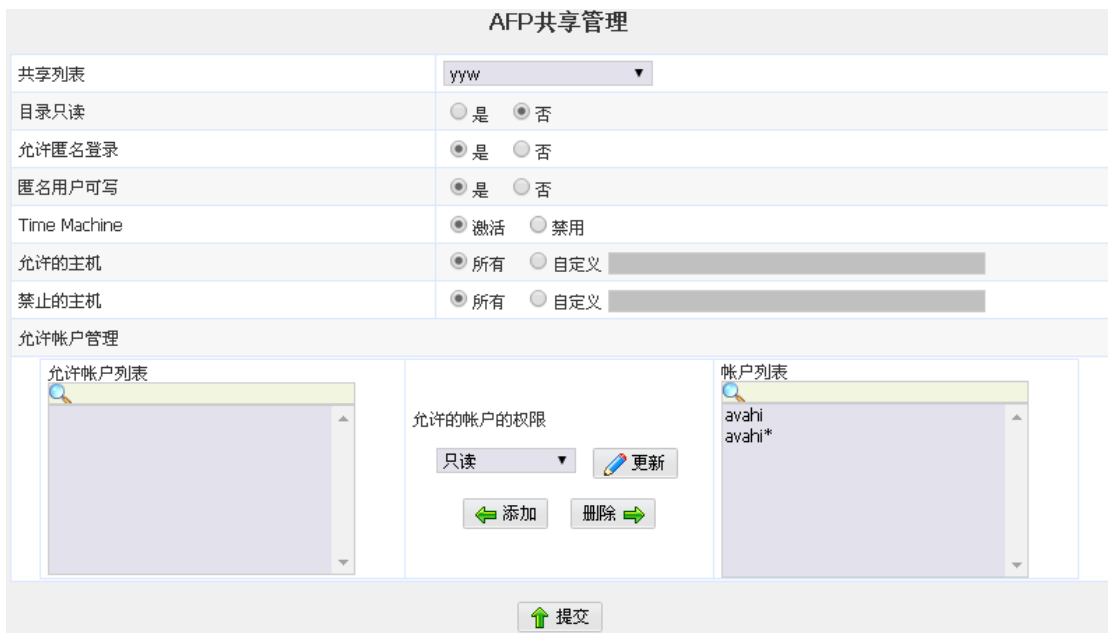 AFP共享管理
共享列表 yyw
目录只读 是 否
允许匿名登录 是 否
匿名用户可写 是 否
Time Machine 激活 禁用
允许的主机 所有 自定义
禁止的主机 所有 自定义
允许帐户管理
允许帐户列表
允许的帐户的权限
只读 更新
添加 删除
帐户列表
avahi
avahi*
提交